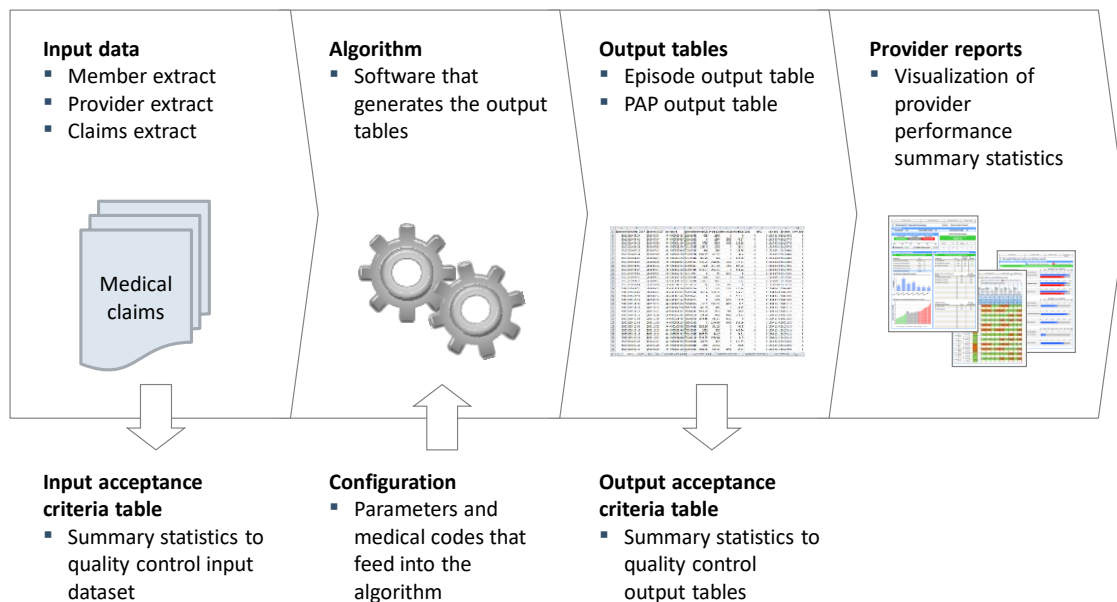 Input data
▪ Member extract
▪ Provider extract
▪ Claims extract
Medical
claims
Algorithm
▪ Software that
generates the output
tables
Output tables
▪ Episode output table
▪ PAP output table
Provider reports
▪ Visualization of
provider
performance
summary statistics
Input acceptance
criteria table
▪ Summary statistics to
quality control input
dataset
Configuration
▪ Parameters and
medical codes that
feed into the
algorithm
Output acceptance
criteria table
▪ Summary statistics to
quality control
output tables